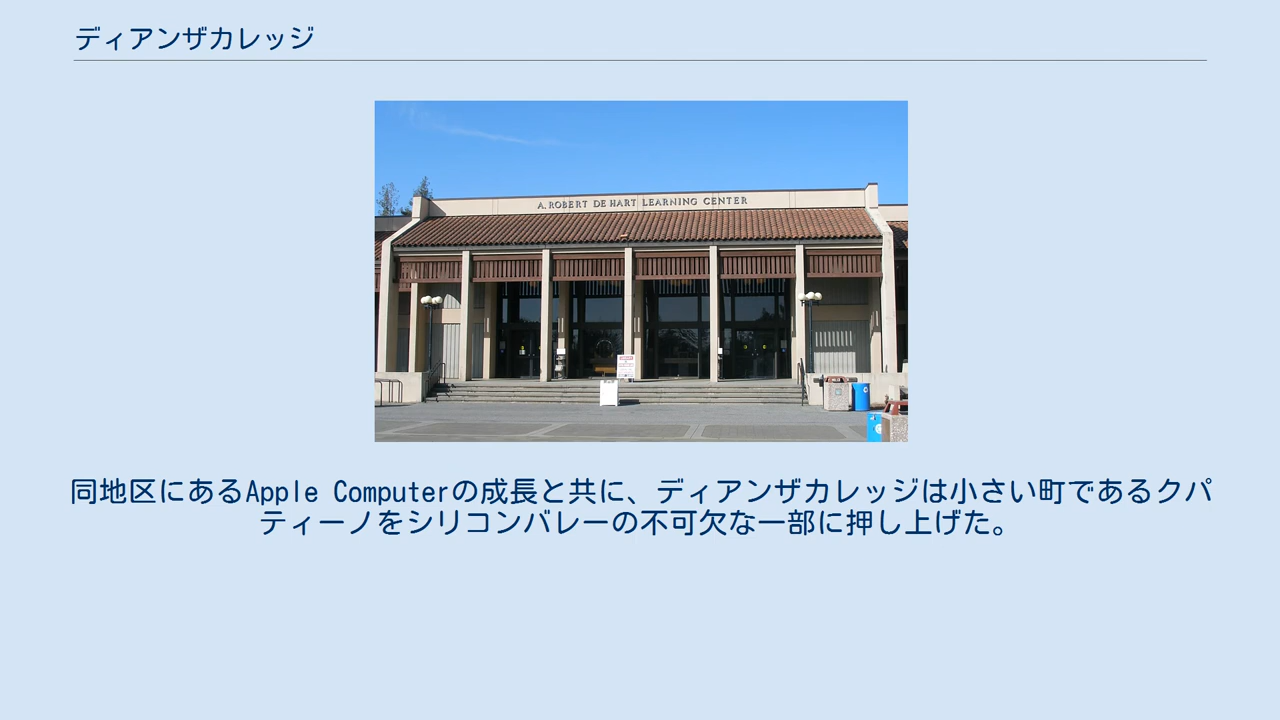 ディアンザカレッジ
A. ROBERT DE HART LEARNING CENTER
同地区にあるApple Computerの成長と共に、ディアンザカレッジは小さい町であるクパ
ティーノをシリコンバレーの不可欠な一部に押し上げた。